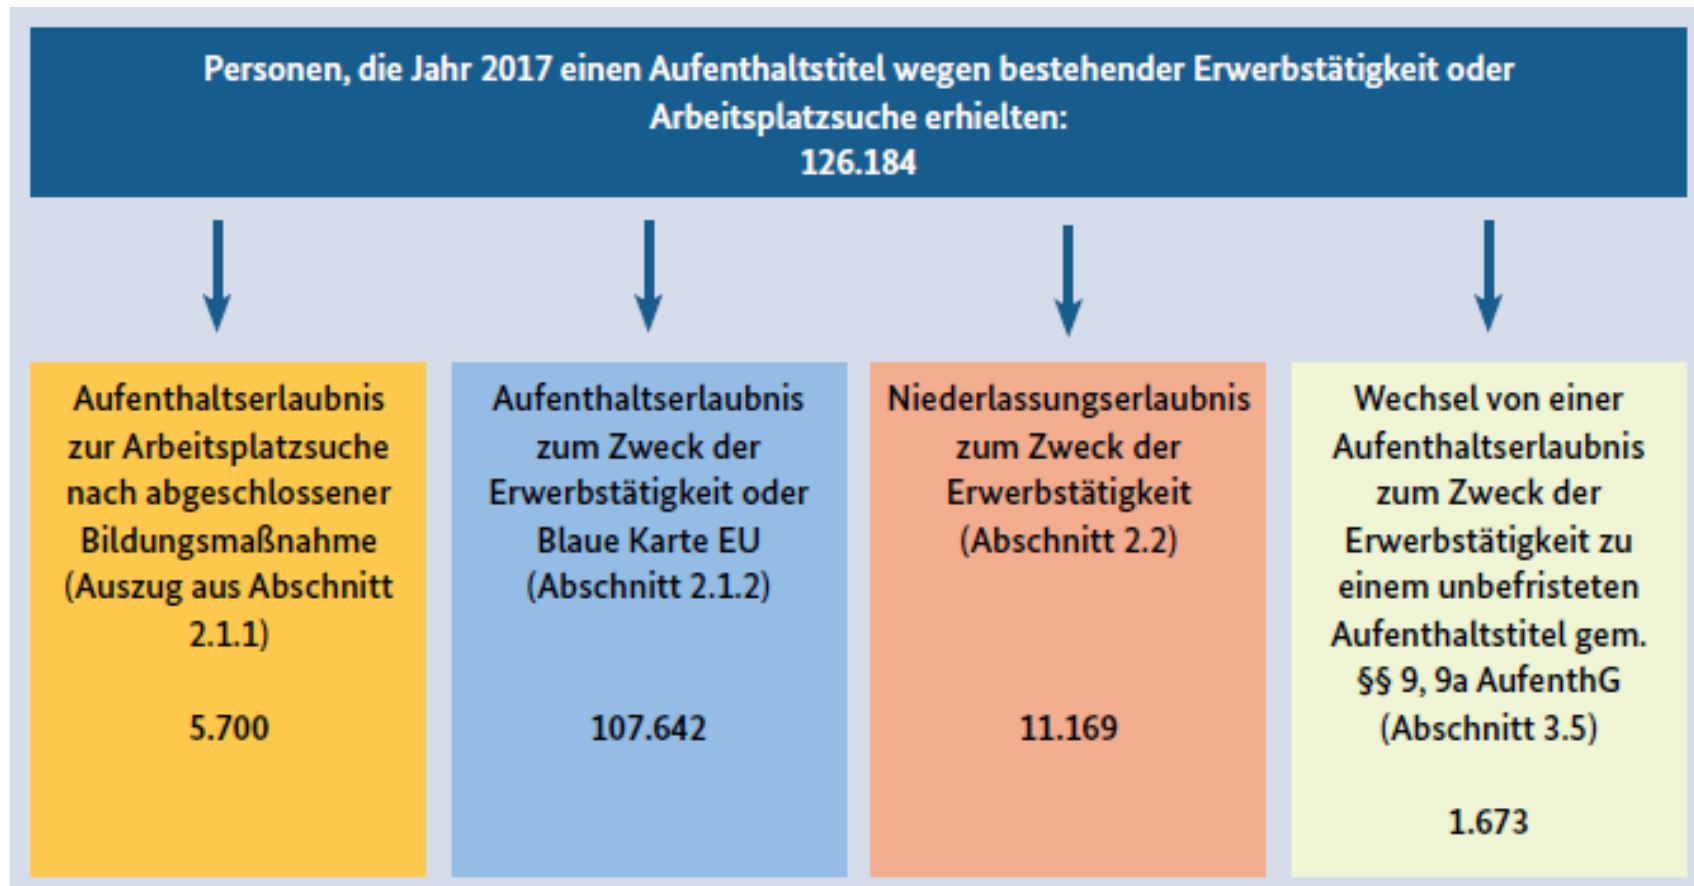 Personen, die Jahr 2017 einen Aufenthaltstitel wegen bestehender Erwerbstätigkeit oder
Arbeitsplatzsuche erhielten:
126.184
Aufenthaltserlaubnis
zur Arbeitsplatzsuche
nach abgeschlossener
Bildungsmaßnahme
(Auszug aus Abschnitt
2.1.1)
5.700
Aufenthaltserlaubnis
zum Zweck der
Erwerbstätigkeit oder
Blaue Karte EU
(Abschnitt 2.1.2)
107.642
Niederlassungserlaubnis
zum Zweck der
Erwerbstätigkeit
(Abschnitt 2.2)
11.169
Wechsel von einer
Aufenthaltserlaubnis
zum Zweck der
Erwerbstätigkeit zu
einem unbefristeten
Aufenthaltstitel gem.
§§ 9, 9a AufenthG
(Abschnitt 3.5)
1.673